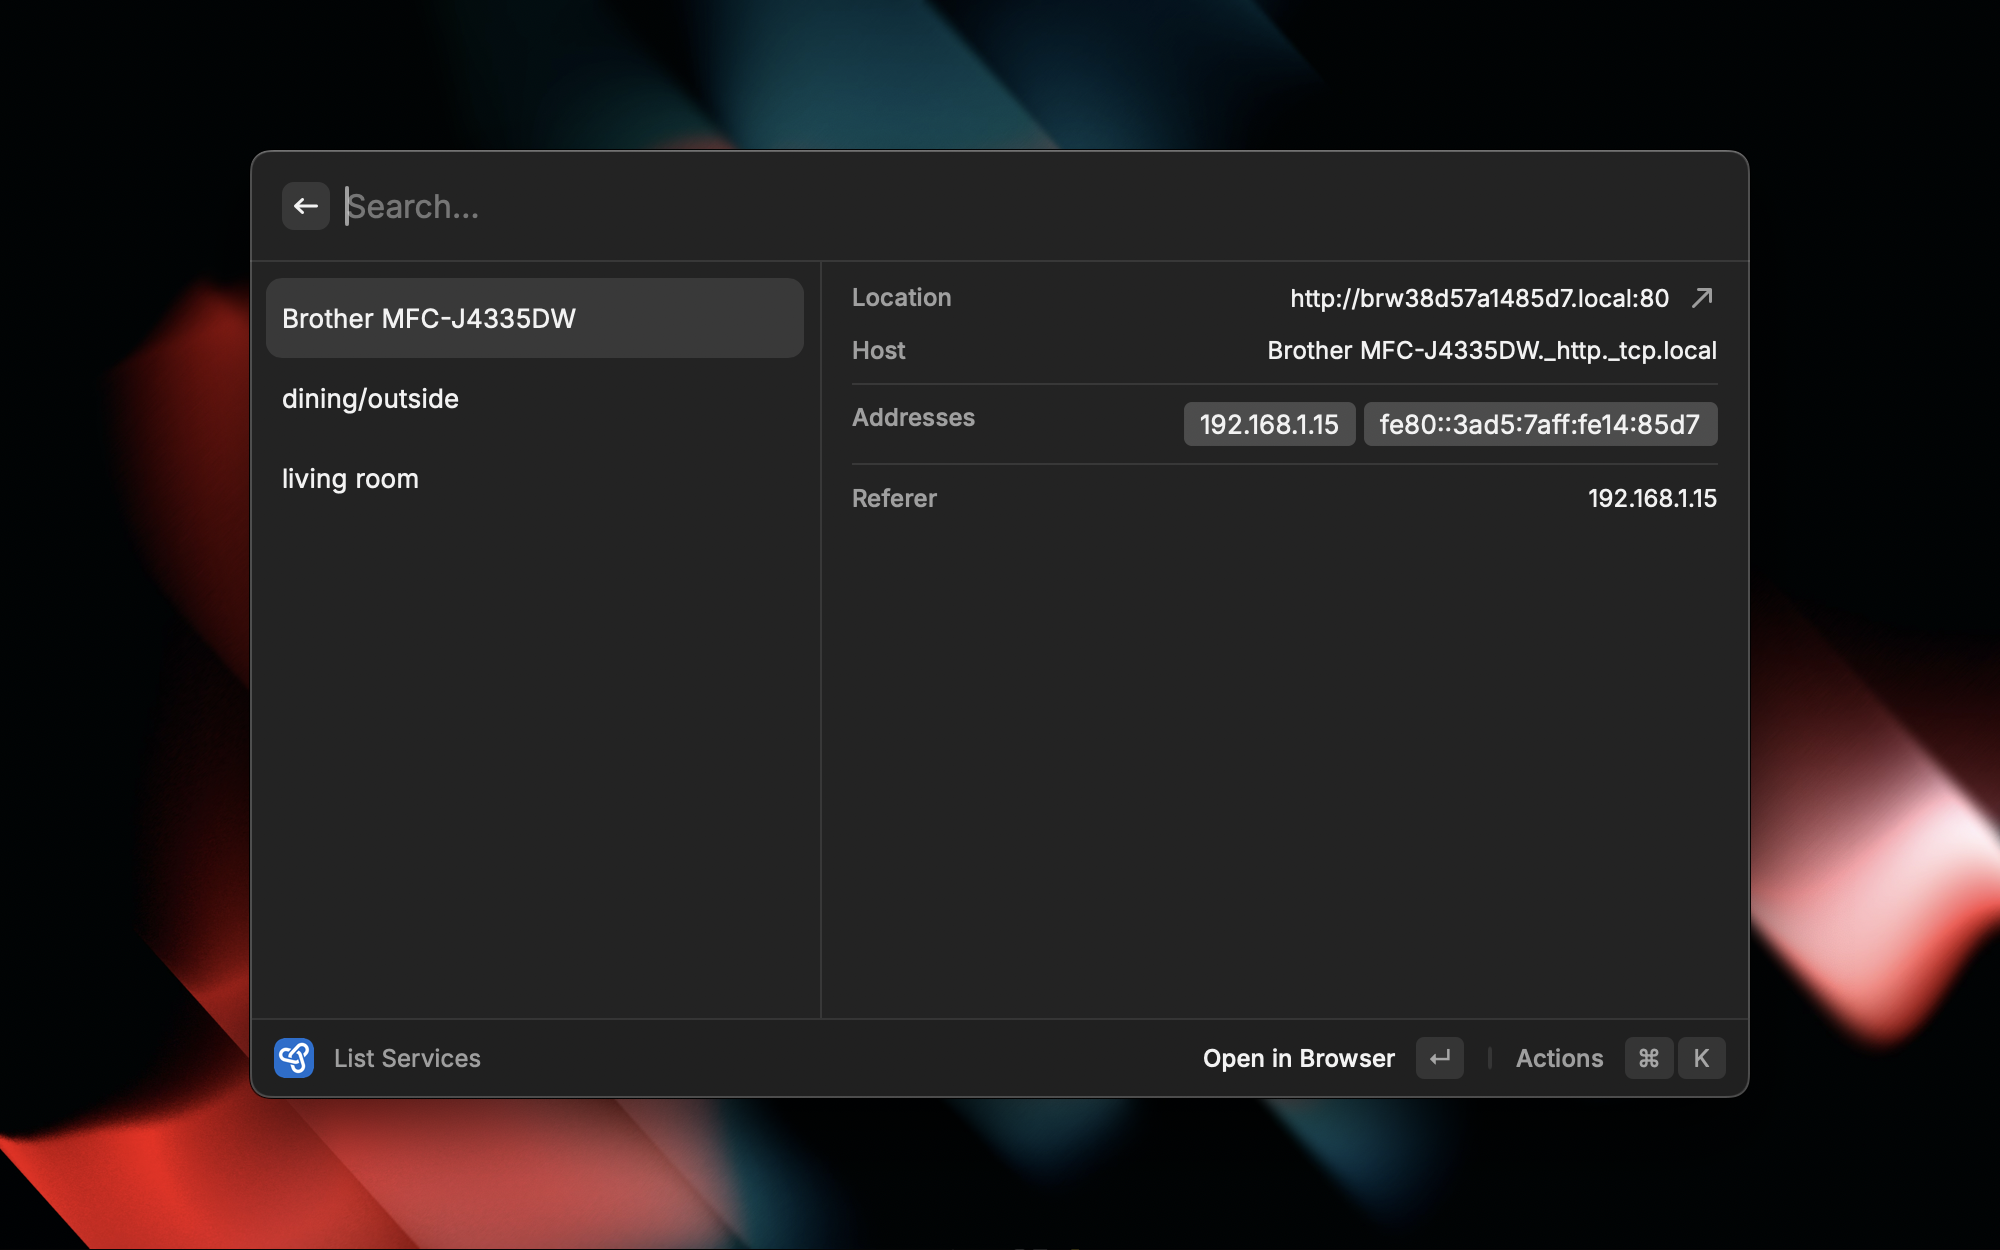 Search...
Brother MFC-J4335DW
dining/outside
living room
Location http://brw38d57a1485d7.local:80
Host Brother MFC-J4335DW._http._tcp.local
Addresses 192.168.1.15 fe80::3ad5:7aff:fe14:85d7
Referer 192.168.1.15
List Services Open in Browser ↵ Actions ⌘ K